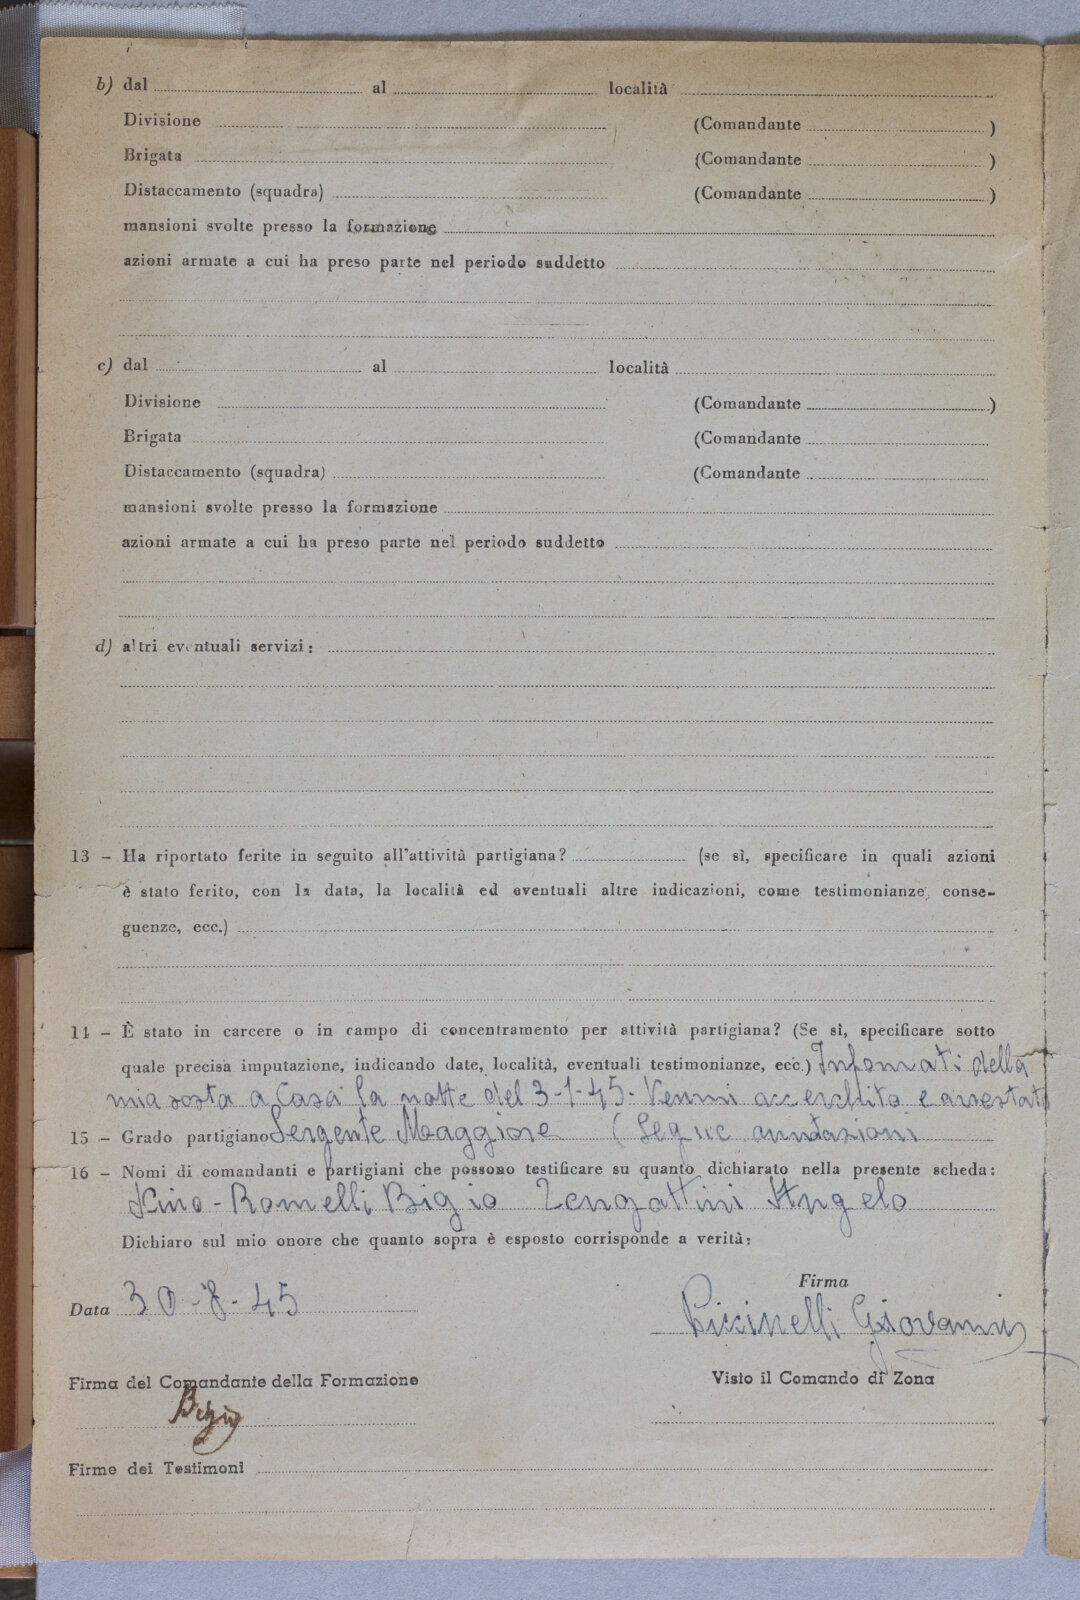 b) dal al località
Divisione (Comandante )
Brigata (Comandante )
Distaccamento (squadra) (Comandante )
mansioni svolte presso la formazione
azioni armate a cui ha preso parte nel periodo suddetto
c) dal al località
Divisione (Comandante )
Brigata (Comandante
Distaccamento (squadra) (Comandante
mansioni svolte presso la formazione
azioni armate a cui ha preso parte nel periodo suddetto
d) altri eventuali servizi :
13 - Ha riportato ferite in seguito all'attività partigiana? (se sì, specificare in quali azioni
è stato ferito, con la data, la località ed eventuali altre indicazioni, come testimonianze, conse-
guenze, ecc.)
14 - È stato in carcere o in campo di concentramento per attività partigiana? (Se sì, specificare sotto
quale precisa imputazione, indicando date, località, eventuali testimonianze, ecc.) Infomati della
mia sosta a Casa la notte del 3-1-45. Venni accerchito e arrestato
15 - Grado partigiano Sergente Maggiore (Segue anntazioni
16 - Nomi di comandanti e partigiani che possono testificare su quanto dichiarato nella presente scheda:
Nino - Romelli Bigio Zengattini Angelo
Dichiaro sul mio onore che quanto sopra è esposto corrisponde a verità:
Firma
Data 30-8-45
Piccinelli Giovanni
Firma del Comandante della Formazione Visto il Comando di Zona
Bigio
Firme dei Testimoni